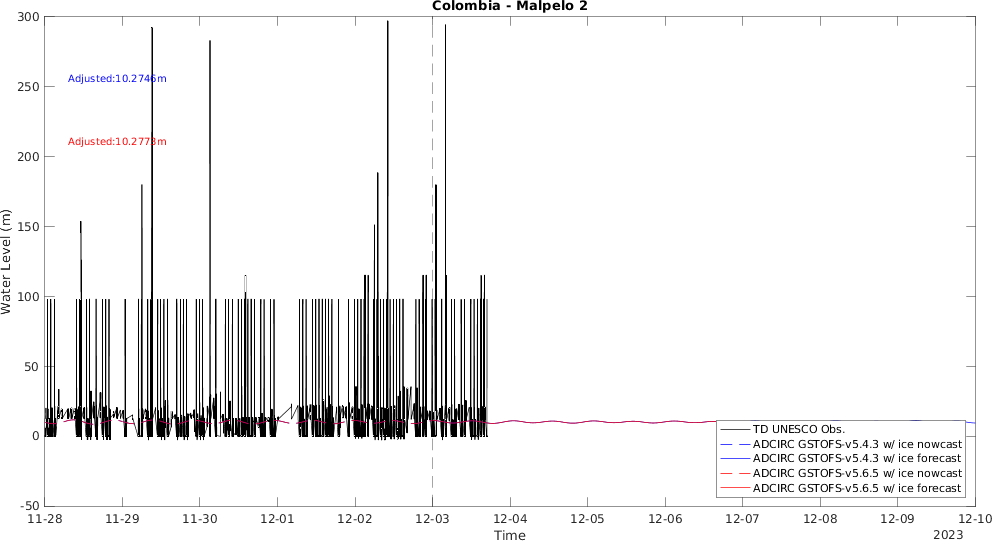 Colombia - Malpelo 2
300
250
200
150
100
50
0
-50
Water Level (m)
Adjusted:10.2746m
Adjusted:10.2773m
TD UNESCO Obs.
ADCIRC GSTOFS-v5.4.3 w/ ice nowcast
ADCIRC GSTOFS-v5.4.3 w/ ice forecast
ADCIRC GSTOFS-v5.6.5 w/ ice nowcast
ADCIRC GSTOFS-v5.6.5 w/ ice forecast
11-28 11-29 11-30 12-01 12-02 12-03 12-04 12-05 12-06 12-07 12-08 12-09 12-10
Time
2023